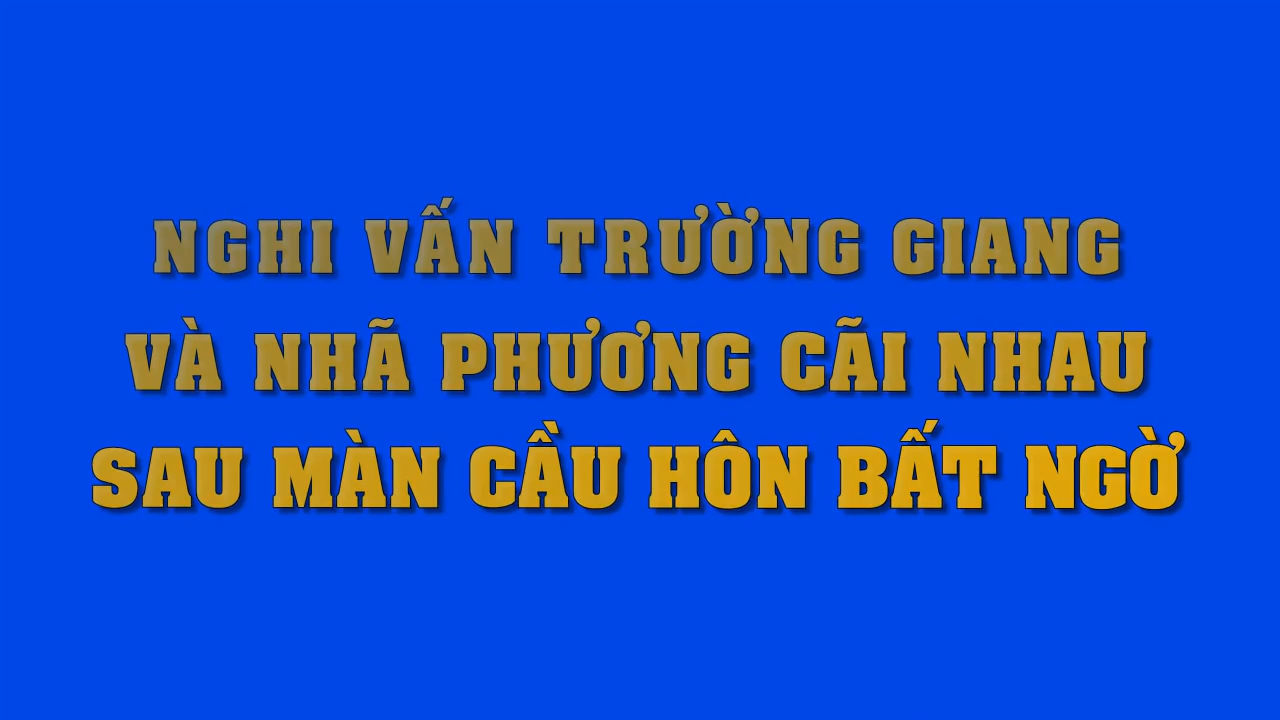 NGHI VẤN TRƯỜNG GIANG
VÀ NHÃ PHƯƠNG CÃI NHAU
SAU MÀN CẦU HÔN BẤT NGỜ